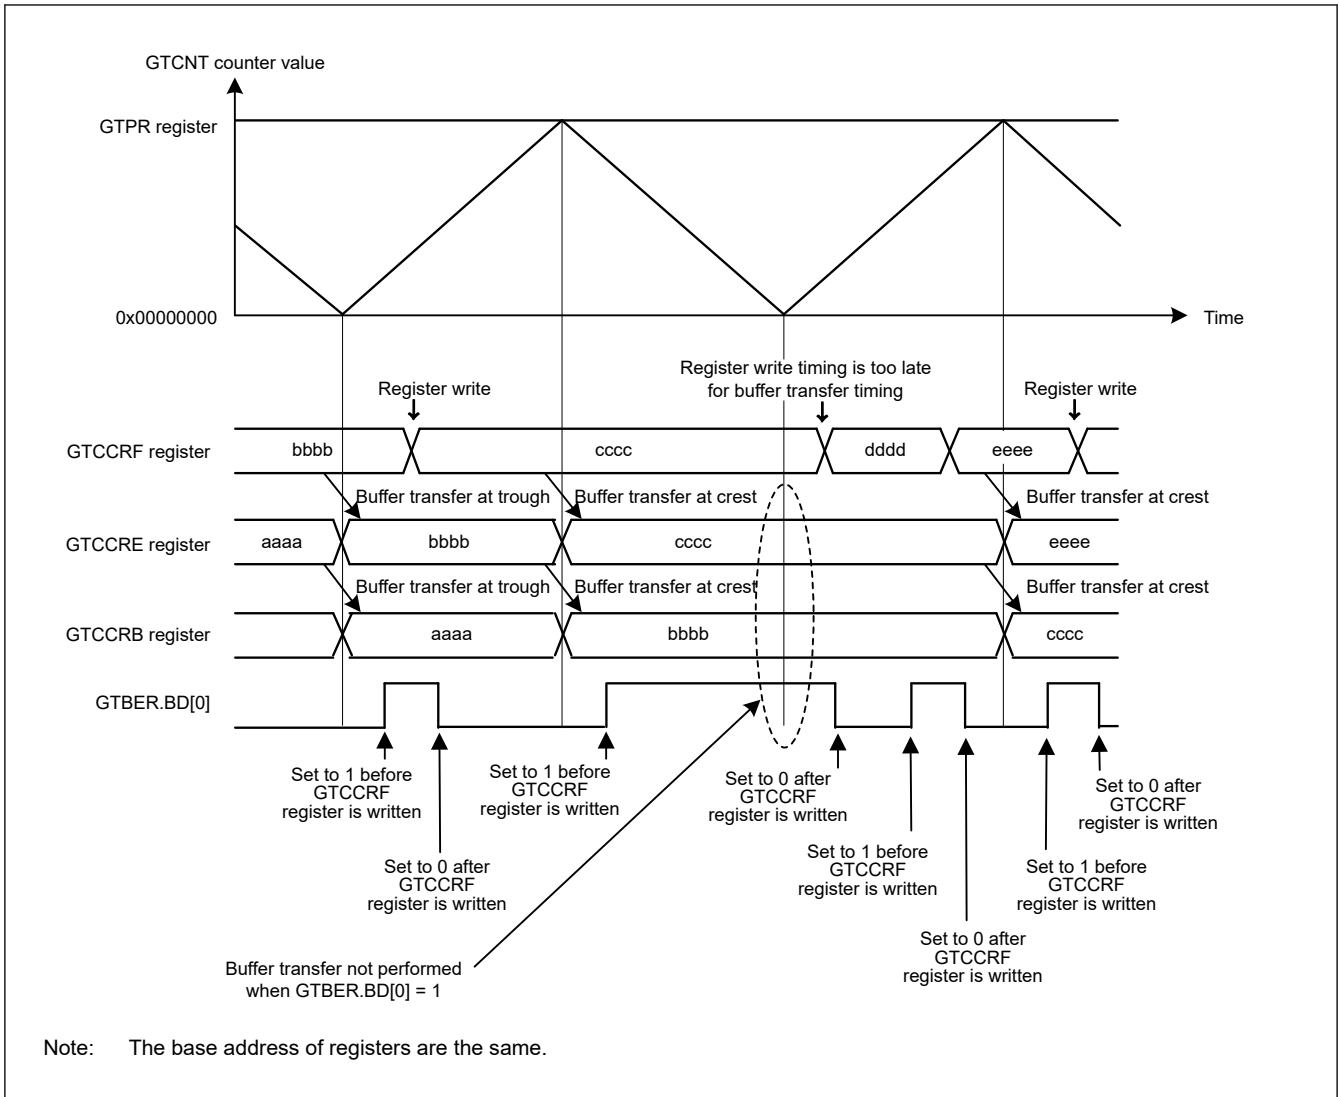 GTCNT counter value
GTPR register
0x00000000
Time
Register write timing is too late
for buffer transfer timing
Register write
Register write
GTCCRF register
bbbb
cccc
dddd
eeee
Buffer transfer at trough
Buffer transfer at crest
Buffer transfer at crest
GTCCRE register
aaaa
bbbb
cccc
eeee
Buffer transfer at trough
Buffer transfer at crest
Buffer transfer at crest
GTCCRB register
aaaa
bbbb
cccc
GTBER.BD[0]
Set to 1 before
GTCCRF
register is written
Set to 1 before
GTCCRF
register is written
Set to 0 after
GTCCRF
register is written
Set to 0 after
GTCCRF
register is written
Set to 0 after
GTCCRF
register is written
Set to 1 before
GTCCRF
register is written
Set to 1 before
GTCCRF
register is written
Set to 0 after
GTCCRF
register is written
Buffer transfer not performed
when GTBER.BD[0] = 1
Note: The base address of registers are the same.